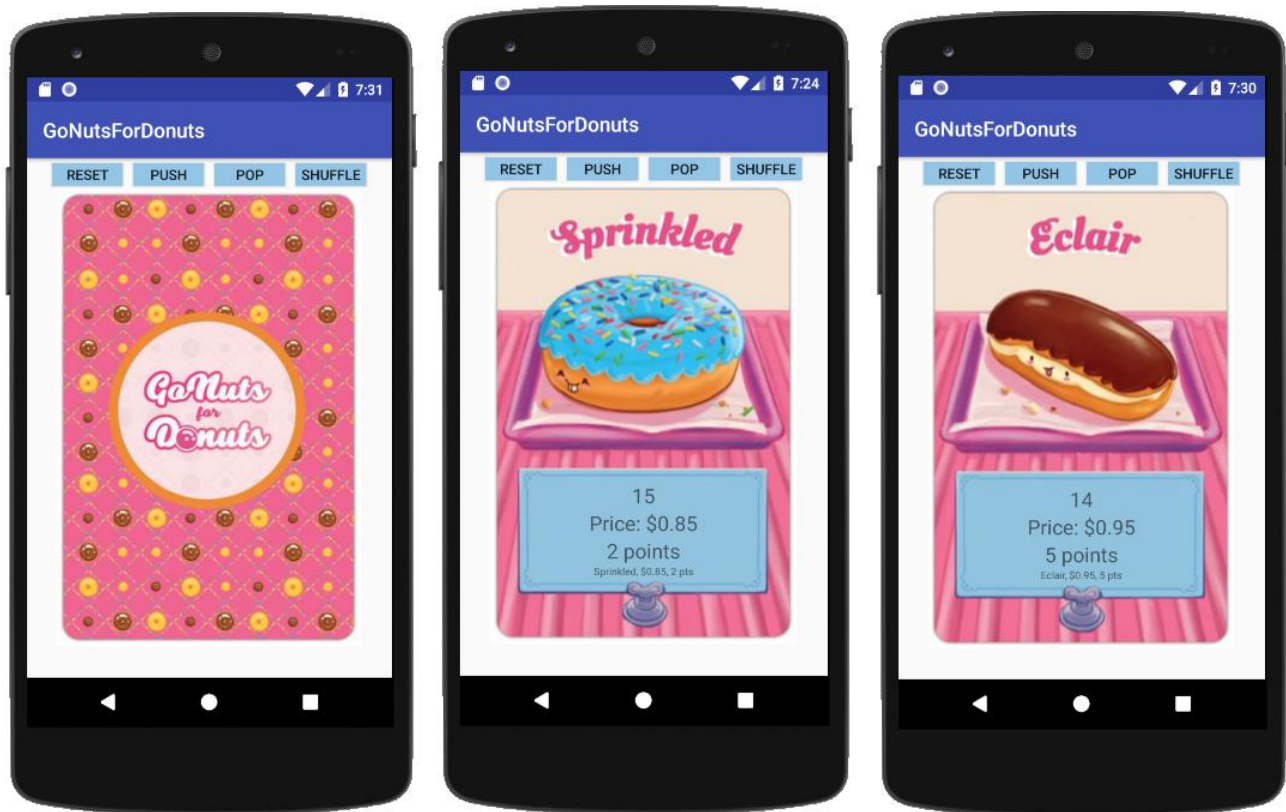 7:31
GoNutsForDonuts
RESET PUSH POP SHUFFLE
GoNuts
for
Donuts
7:24
GoNutsForDonuts
RESET PUSH POP SHUFFLE
Sprinkled
15
Price: $0.85
2 points
Sprinkled, $0.85, 2 pts
7:30
GoNutsForDonuts
RESET PUSH POP SHUFFLE
Eclair
14
Price: $0.95
5 points
Eclair, $0.95, 5 pts